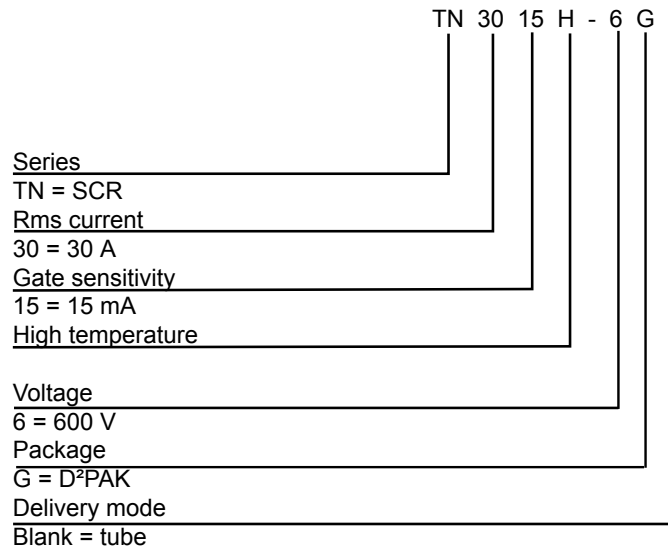 TN 30 15 H - 6 G
Series
TN = SCR
Rms current
30 = 30 A
Gate sensitivity
15 = 15 mA
High temperature
Voltage
6 = 600 V
Package
G = D²PAK
Delivery mode
Blank = tube